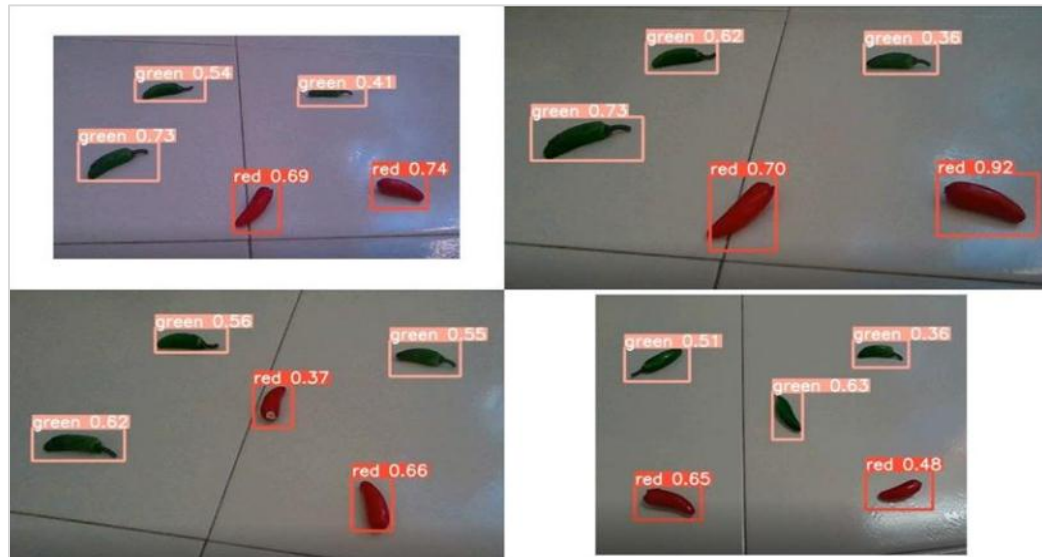 green 0.54
green 0.41
green 0.73
red 0.69
red 0.74
green 0.62
green 0.36
green 0.73
red 0.70
red 0.92
green 0.56
green 0.55
red 0.37
green 0.62
red 0.66
green 0.51
green 0.36
green 0.63
red 0.65
red 0.48